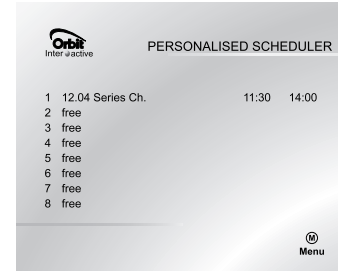 Orbit
Inter active
PERSONALISED SCHEDULER
1 12.04 Series Ch. 11:30 14:00
2 free
3 free
4 free
5 free
6 free
7 free
8 free
M
Menu